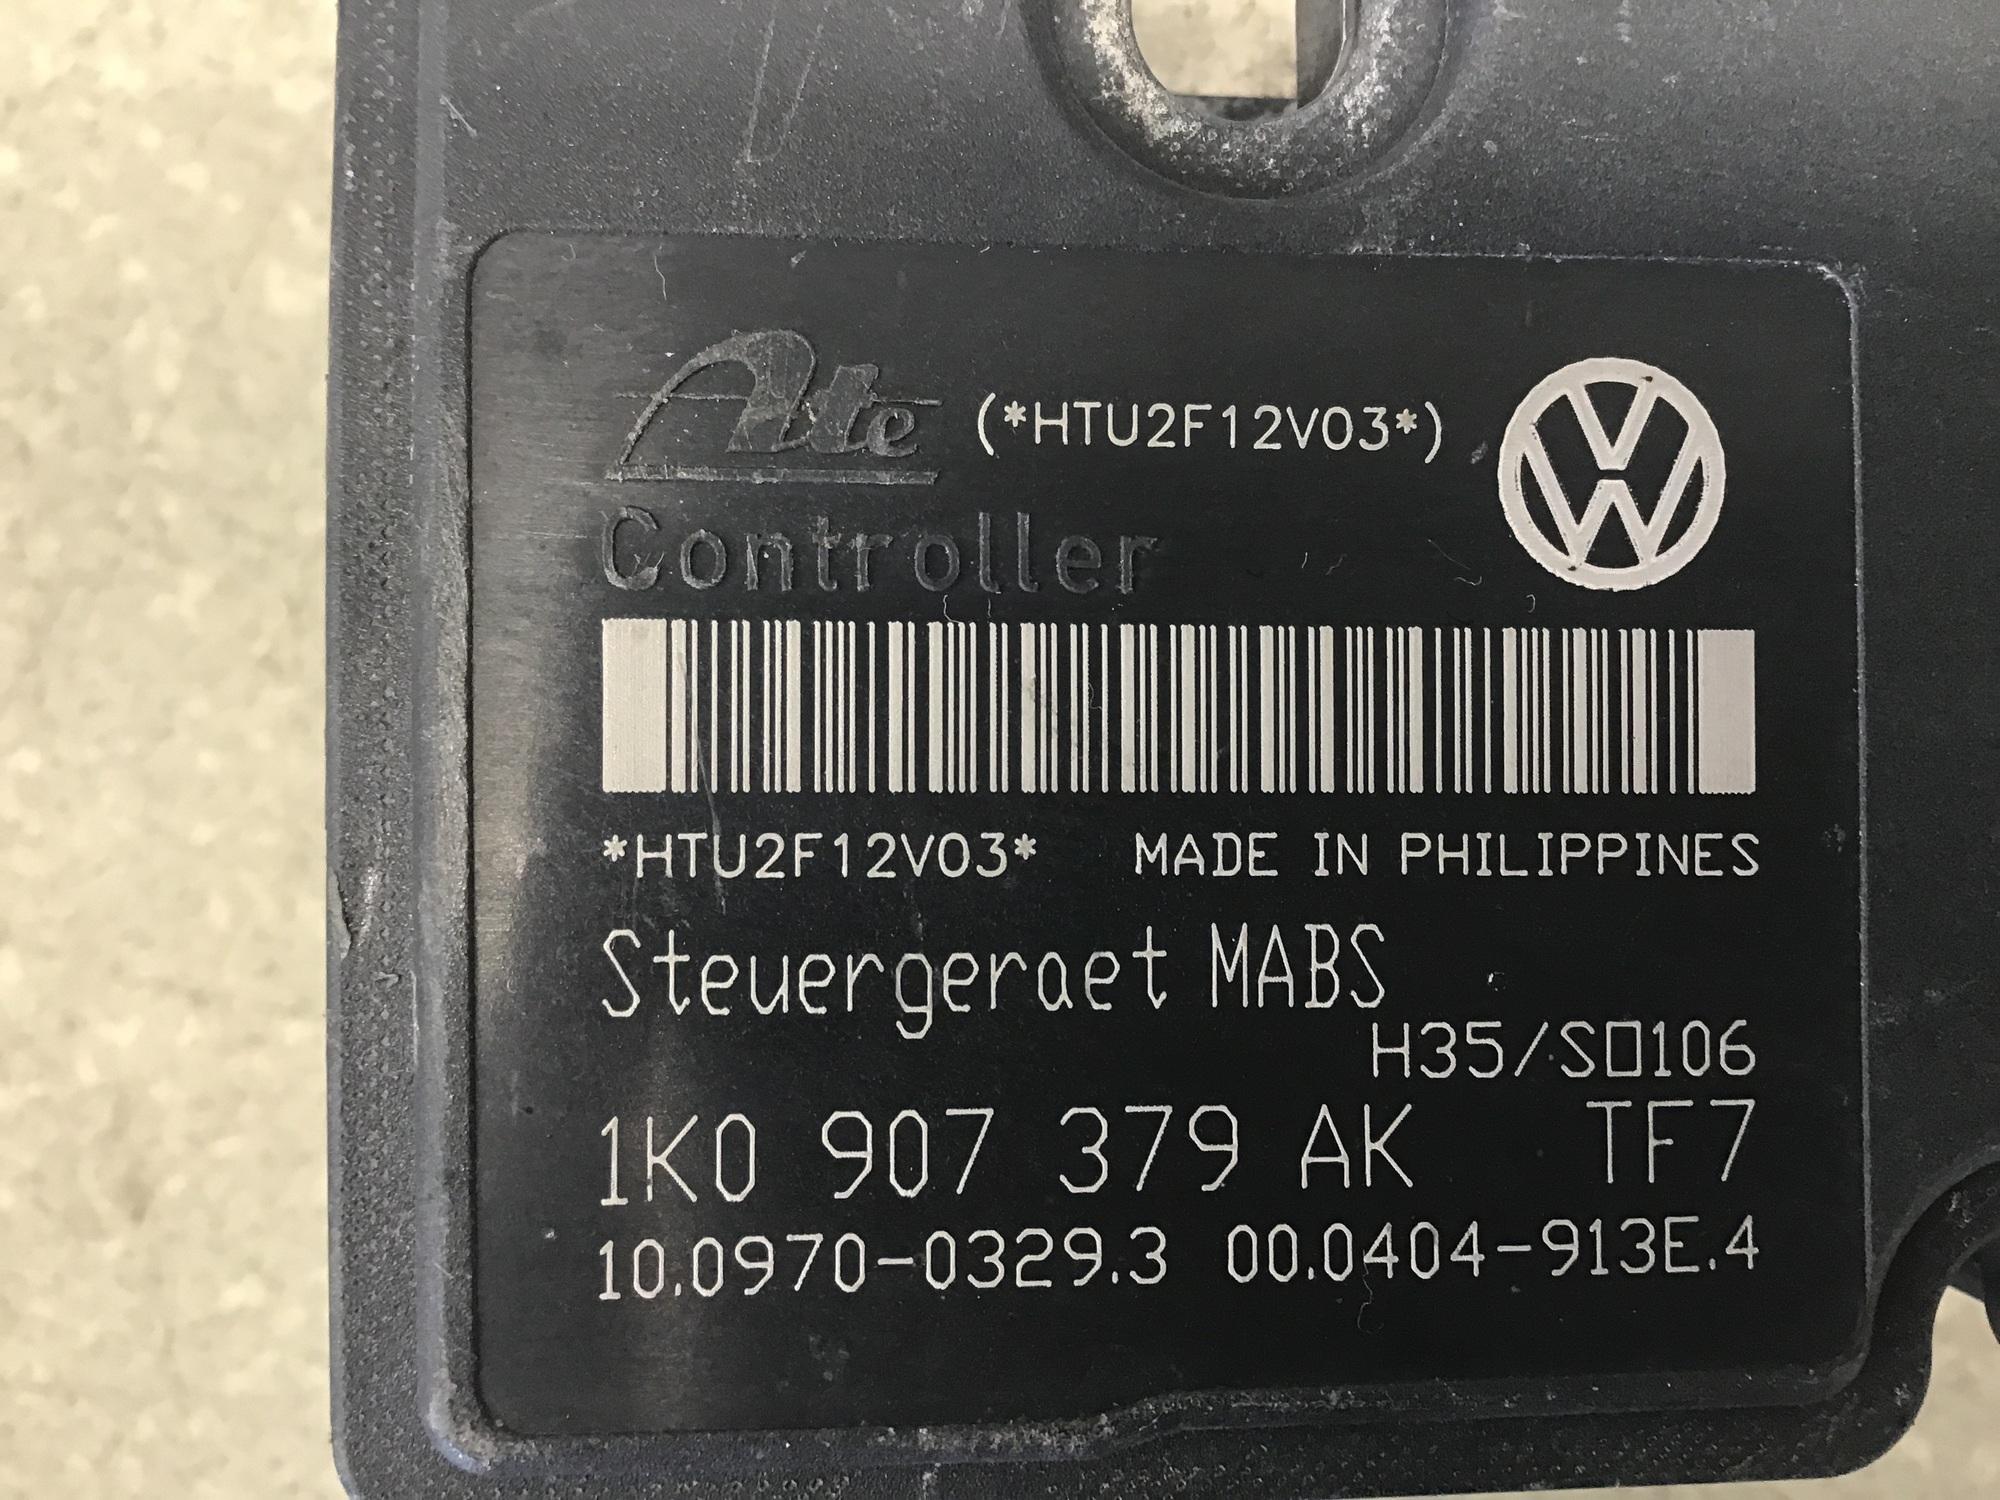 Ate (*HTU2F12V03*)
Controller
*HTU2F12V03* MADE IN PHILIPPINES
Steuergeraet MABS
H35/S□106
1K0 907 379 AK TF7
10.0970-0329.3 00.0404-913E.4